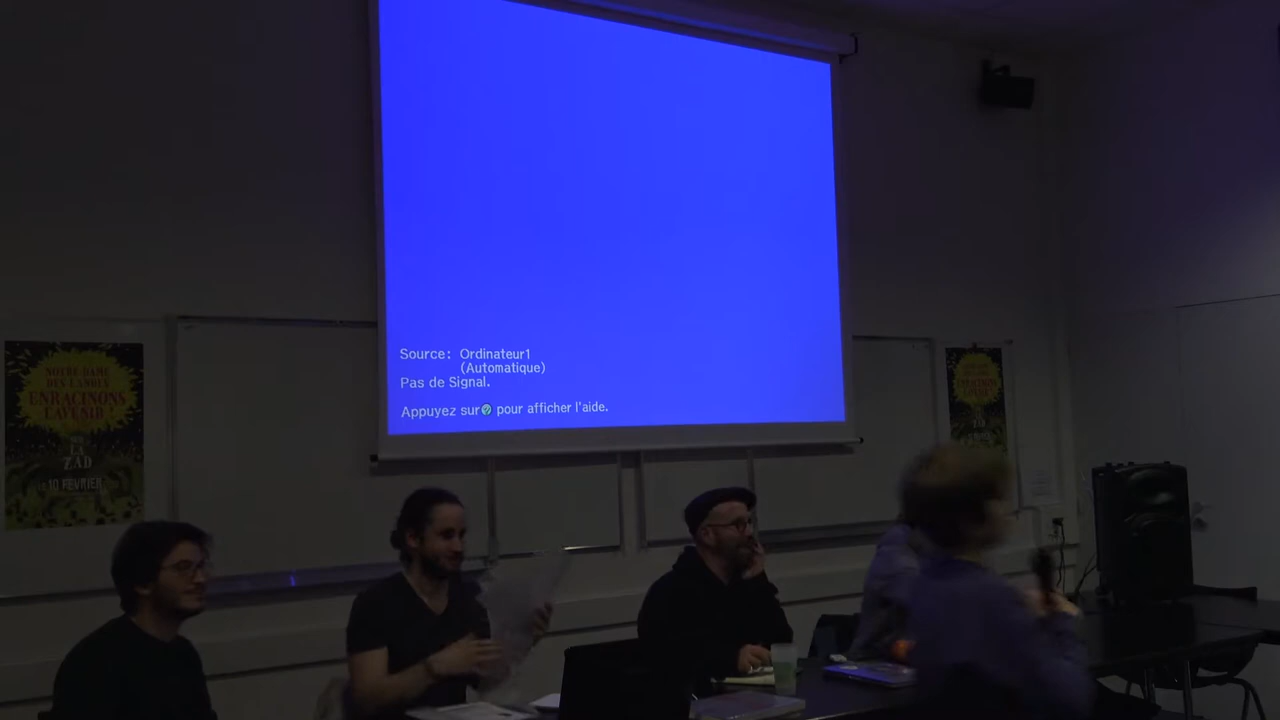 Source: Ordinateur1
(Automatique)
Pas de Signal.
Appuyez sur pour afficher l'aide.
NOTRE DAME
DES LANDES
ENRACINONS
L'AVENIR !
LA
ZAD
10 FEVRIER